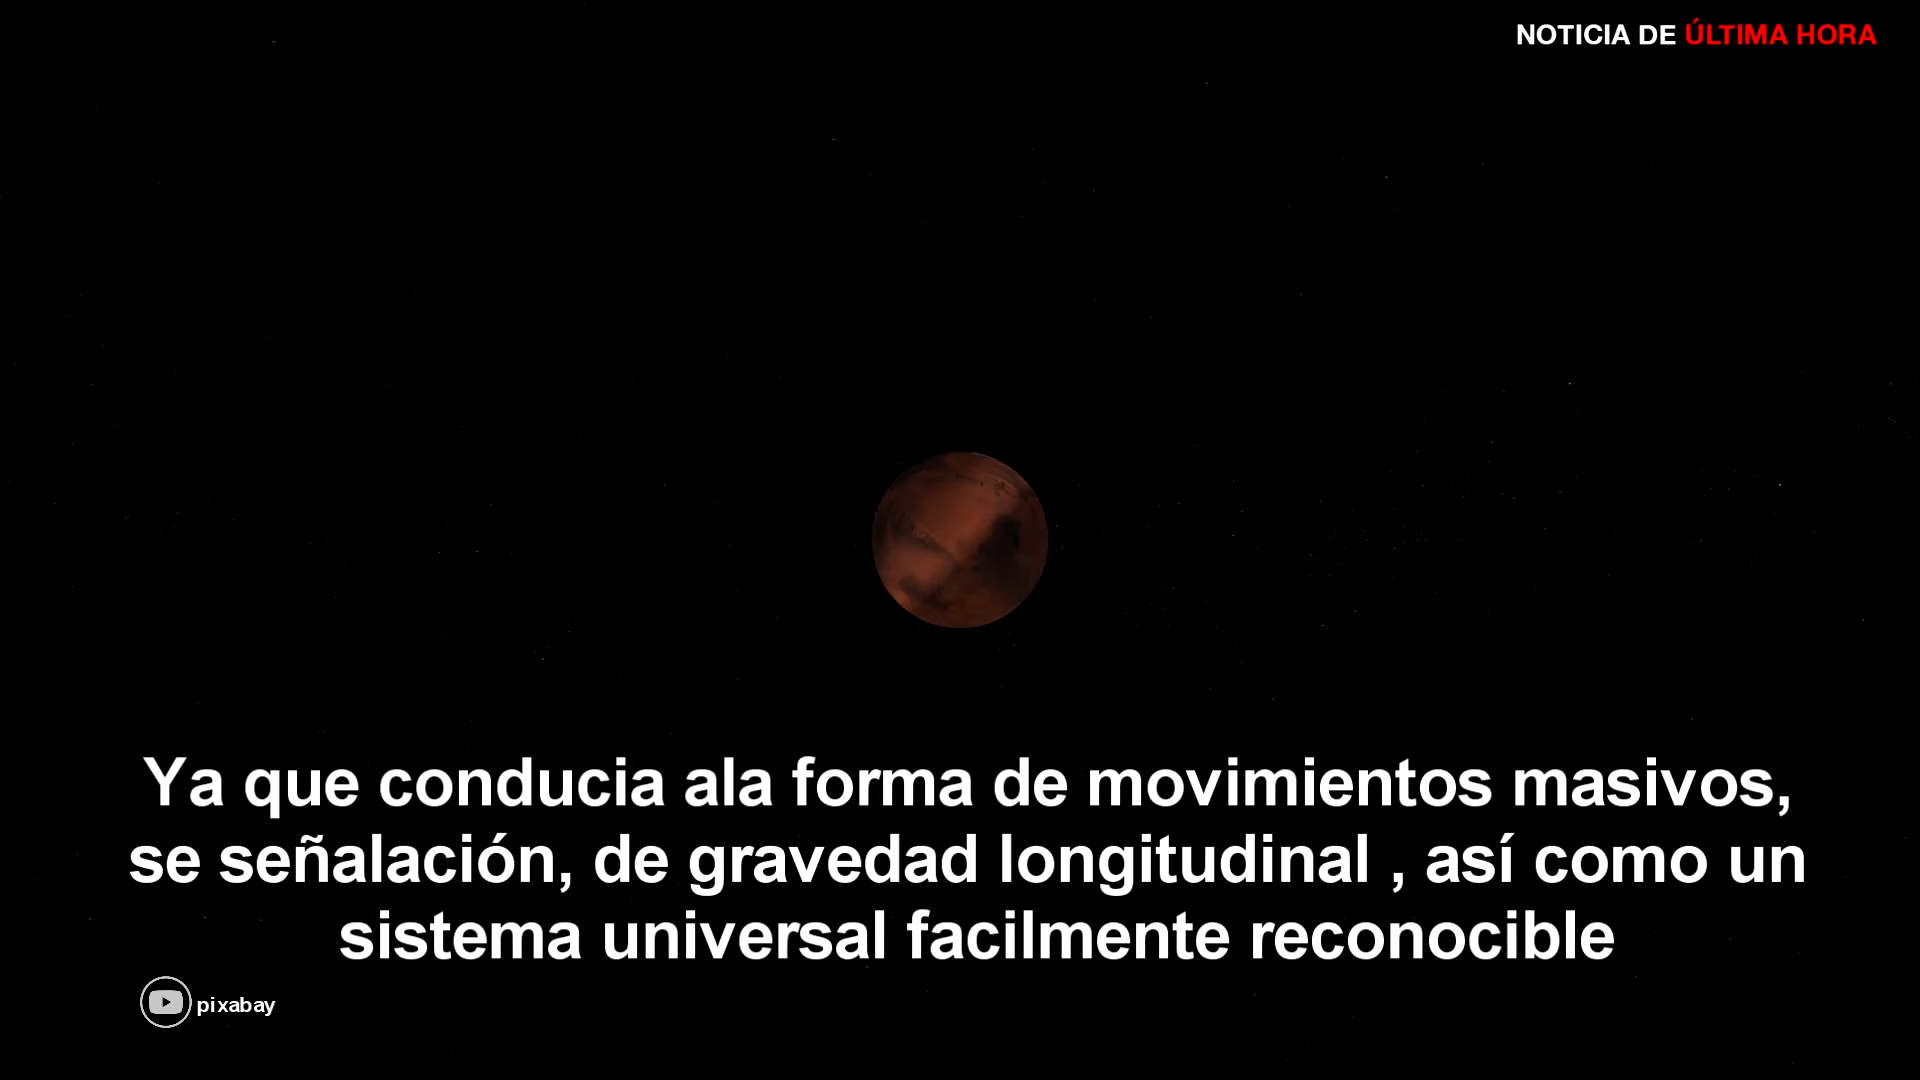 NOTICIA DE ÚLTIMA HORA
Ya que conducia ala forma de movimientos masivos,
se señalación, de gravedad longitudinal , así como un
sistema universal facilmente reconocible
pixabay